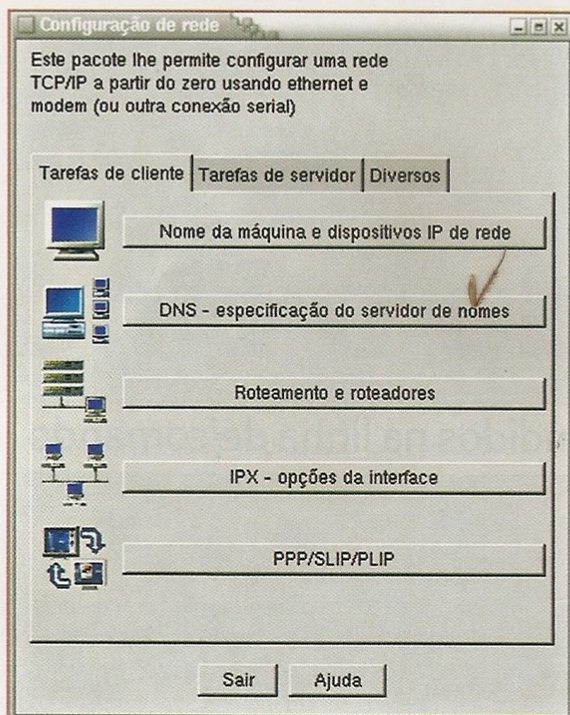 Configuração de rede
Este pacote lhe permite configurar uma rede
TCP/IP a partir do zero usando ethernet e
modem (ou outra conexão serial)
Tarefas de cliente
Tarefas de servidor
Diversos
Nome da máquina e dispositivos IP de rede
DNS - especificação do servidor de nomes
Roteamento e roteadores
IPX - opções da interface
PPP/SLIP/PLIP
Sair
Ajuda